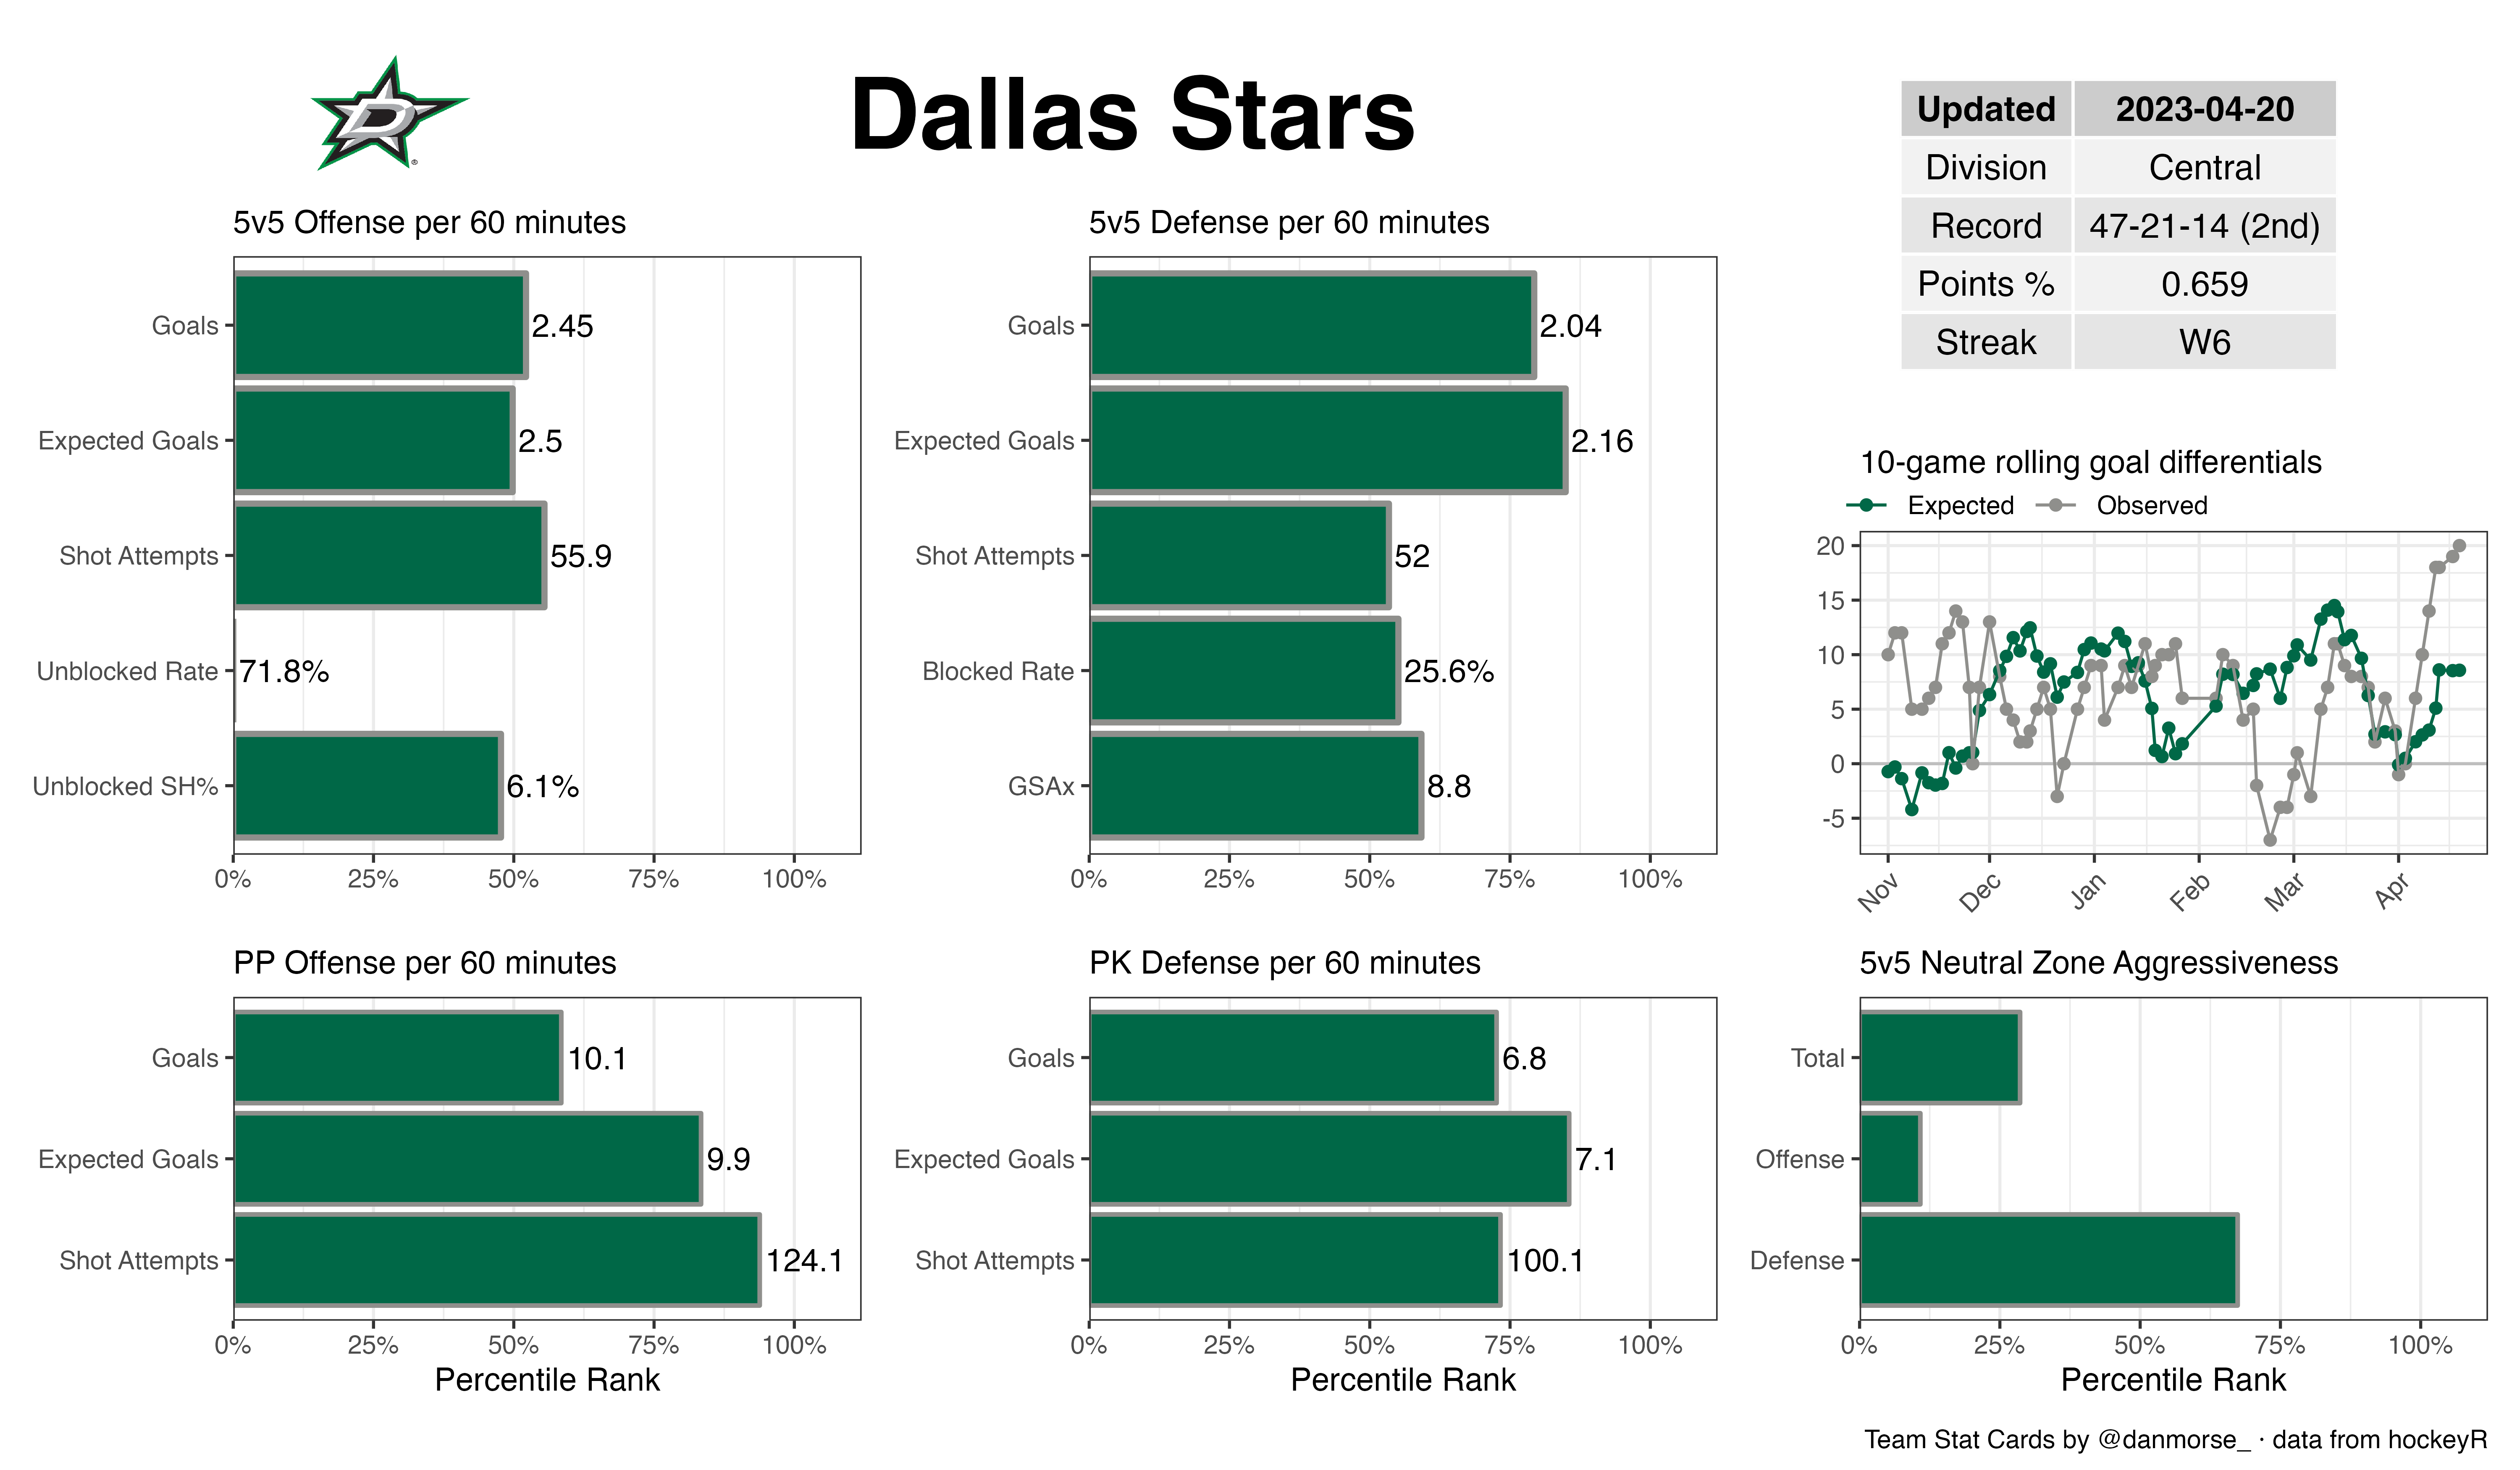 Dallas Stars
Updated 2023-04-20
Division Central
Record 47-21-14 (2nd)
Points % 0.659
Streak W6
5v5 Offense per 60 minutes
Goals 2.45
Expected Goals 2.5
Shot Attempts 55.9
Unblocked Rate 71.8%
Unblocked SH% 6.1%
0% 25% 50% 75% 100%
5v5 Defense per 60 minutes
Goals 2.04
Expected Goals 2.16
Shot Attempts 52
Blocked Rate 25.6%
GSAx 8.8
0% 25% 50% 75% 100%
10-game rolling goal differentials
Expected Observed
20
15
10
5
0
-5
Nov Dec Jan Feb Mar Apr
PP Offense per 60 minutes
Goals 10.1
Expected Goals 9.9
Shot Attempts 124.1
0% 25% 50% 75% 100%
Percentile Rank
PK Defense per 60 minutes
Goals 6.8
Expected Goals 7.1
Shot Attempts 100.1
0% 25% 50% 75% 100%
Percentile Rank
5v5 Neutral Zone Aggressiveness
Total
Offense
Defense
0% 25% 50% 75% 100%
Percentile Rank
Team Stat Cards by @danmorse_ · data from hockeyR